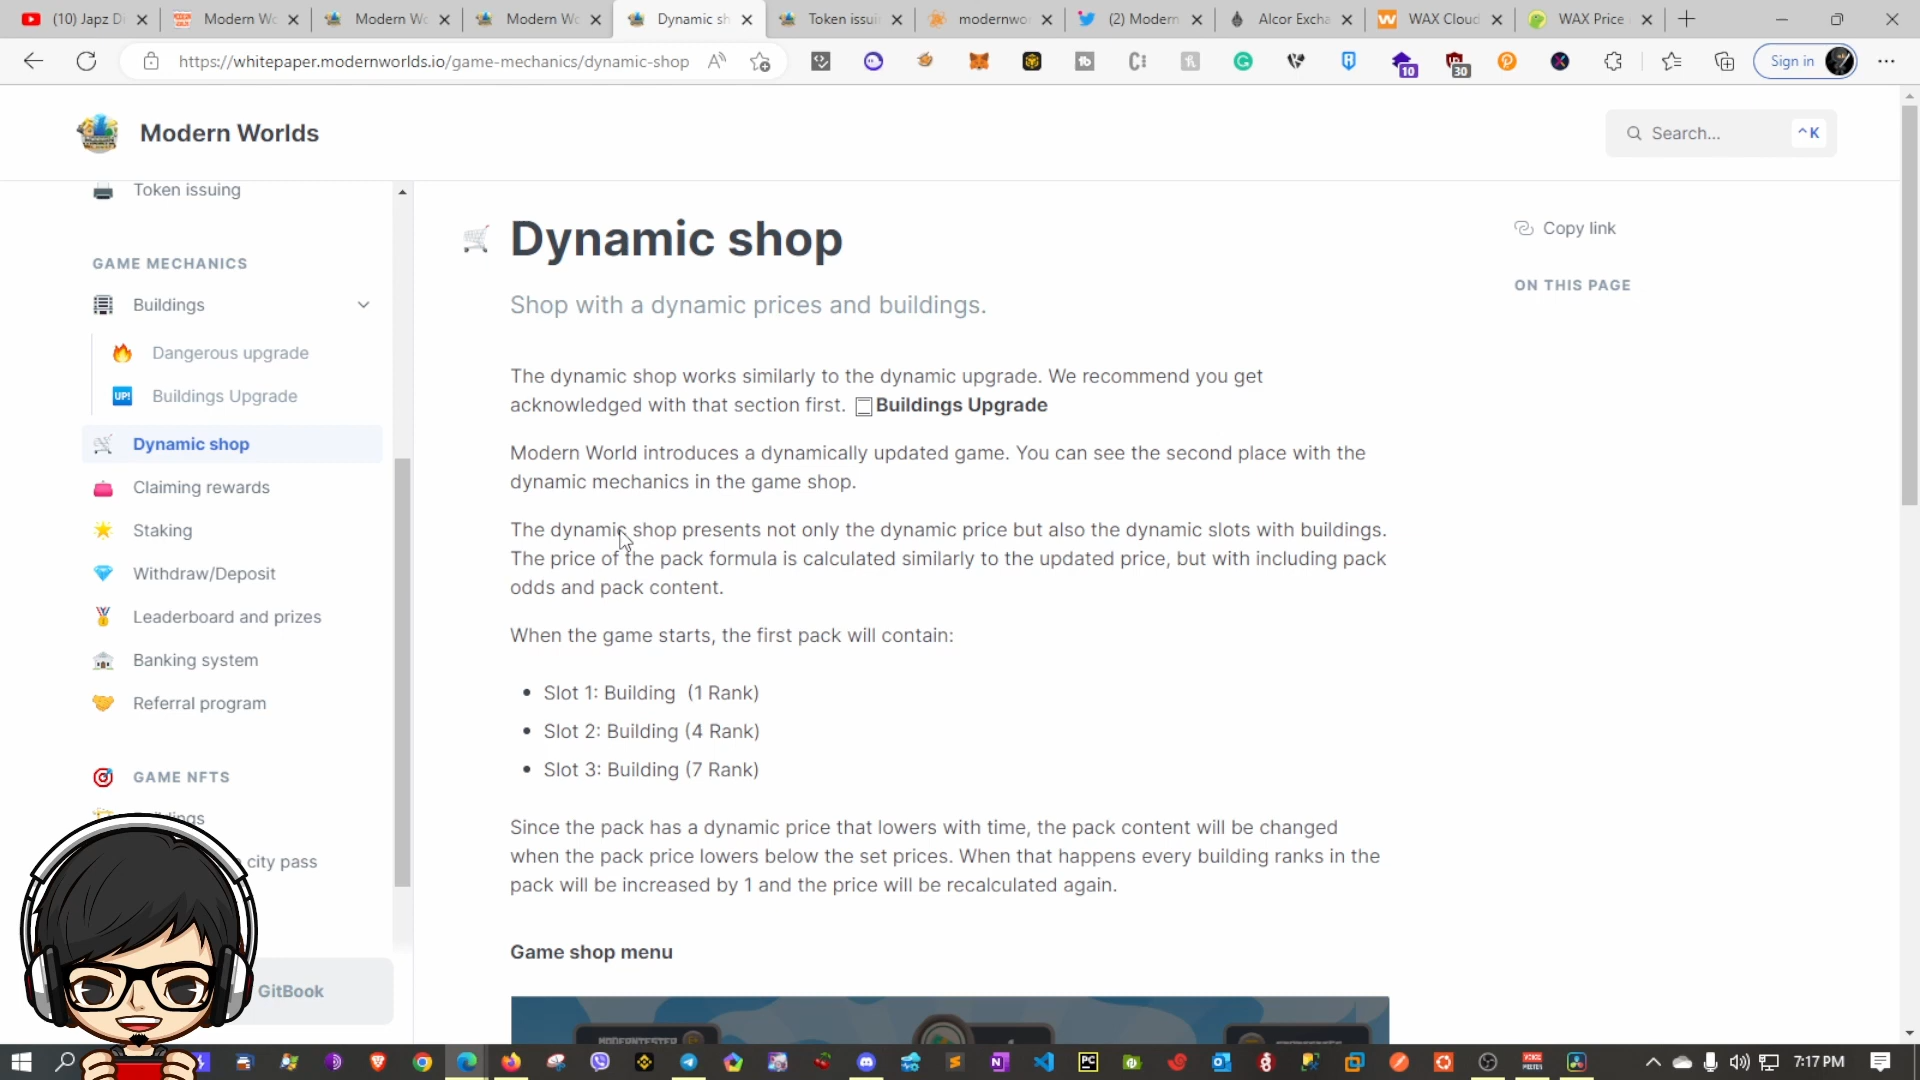 (10) Japz Di
Modern Wo
Modern Wo
Modern Wo
Dynamic sh
Token issui
modernwo
(2) Modern
Alcor Excha
WAX Cloud
WAX Price
https://whitepaper.modernworlds.io/game-mechanics/dynamic-shop
10
30
Sign in
Modern Worlds
Search...
^K
Token issuing
GAME MECHANICS
Buildings
Dangerous upgrade
UP!
Buildings Upgrade
Dynamic shop
Claiming rewards
Staking
Withdraw/Deposit
Leaderboard and prizes
Banking system
Referral program
GAME NFTS
city pass
GitBook
Dynamic shop
Shop with a dynamic prices and buildings.
The dynamic shop works similarly to the dynamic upgrade. We recommend you get
acknowledged with that section first. Buildings Upgrade
Modern World introduces a dynamically updated game. You can see the second place with the
dynamic mechanics in the game shop.
The dynamic shop presents not only the dynamic price but also the dynamic slots with buildings.
The price of the pack formula is calculated similarly to the updated price, but with including pack
odds and pack content.
When the game starts, the first pack will contain:
• Slot 1: Building (1 Rank)
• Slot 2: Building (4 Rank)
• Slot 3: Building (7 Rank)
Since the pack has a dynamic price that lowers with time, the pack content will be changed
when the pack price lowers below the set prices. When that happens every building ranks in the
pack will be increased by 1 and the price will be recalculated again.
Game shop menu
MODERNTESTER
Copy link
ON THIS PAGE
7:17 PM